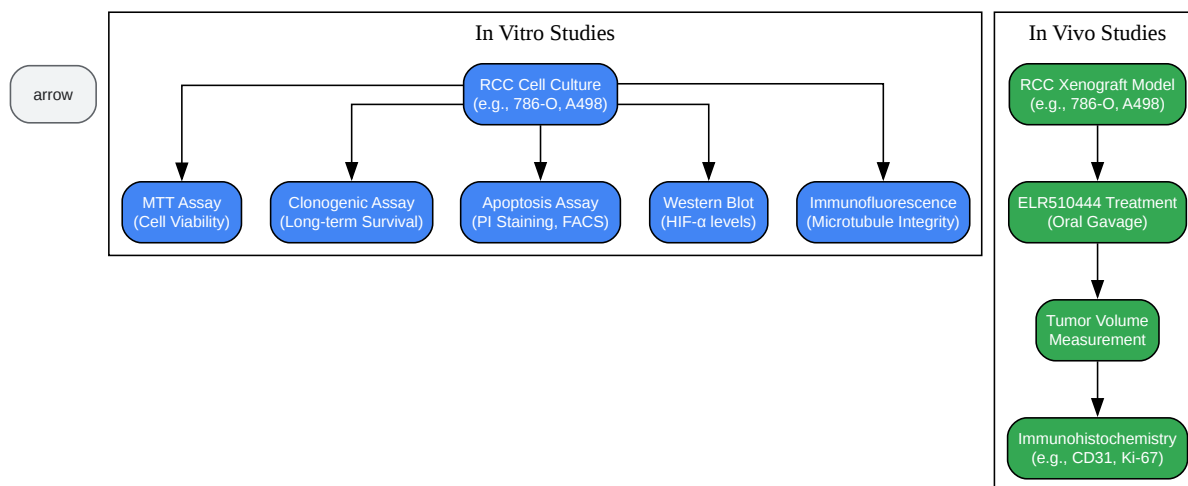 In Vitro Studies
In Vivo Studies
arrow
RCC Cell Culture
(e.g., 786-O, A498)
MTT Assay
(Cell Viability)
Clonogenic Assay
(Long-term Survival)
Apoptosis Assay
(PI Staining, FACS)
Western Blot
(HIF-α levels)
Immunofluorescence
(Microtubule Integrity)
RCC Xenograft Model
(e.g., 786-O, A498)
ELR510444 Treatment
(Oral Gavage)
Tumor Volume
Measurement
Immunohistochemistry
(e.g., CD31, Ki-67)